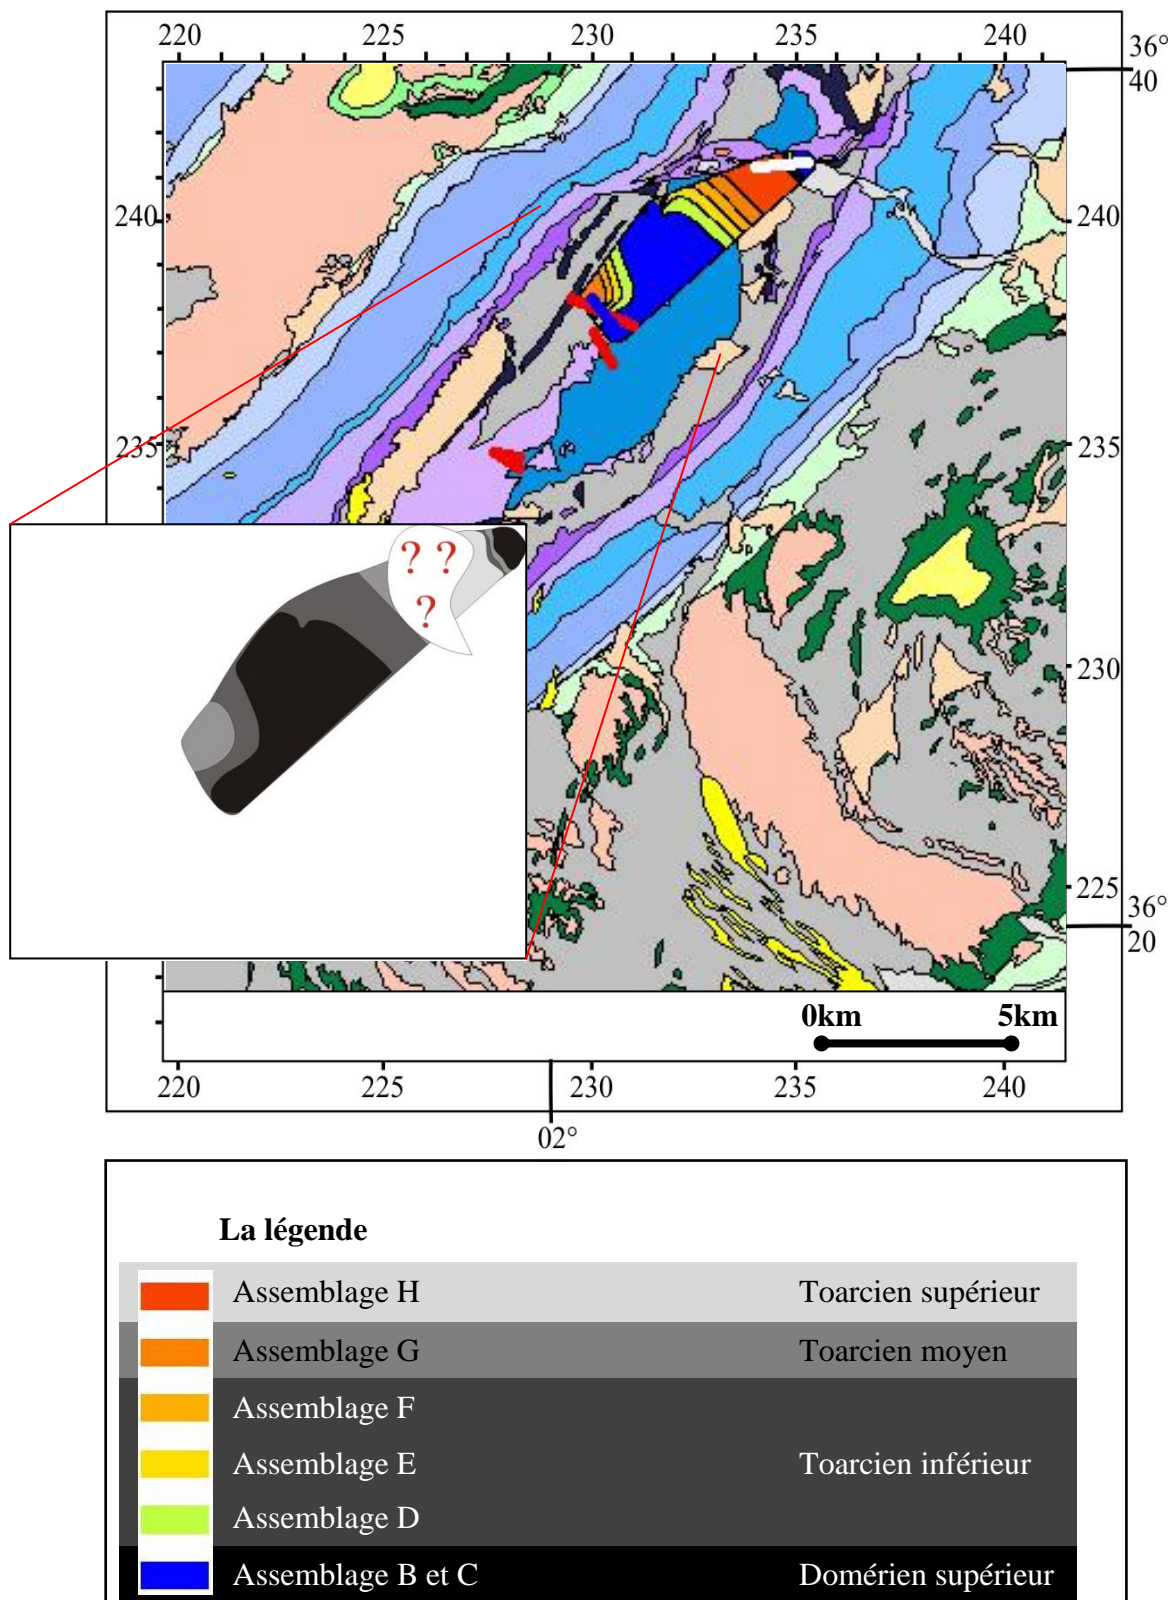 220 225 230 235 240
36°
40
240
240
235
235
? ?
?
230
225
36°
20
0km 5km
220 225 230 235 240
02°
La légende
Assemblage H Toarcien supérieur
Assemblage G Toarcien moyen
Assemblage F
Assemblage E Toarcien inférieur
Assemblage D
Assemblage B et C Domérien supérieur